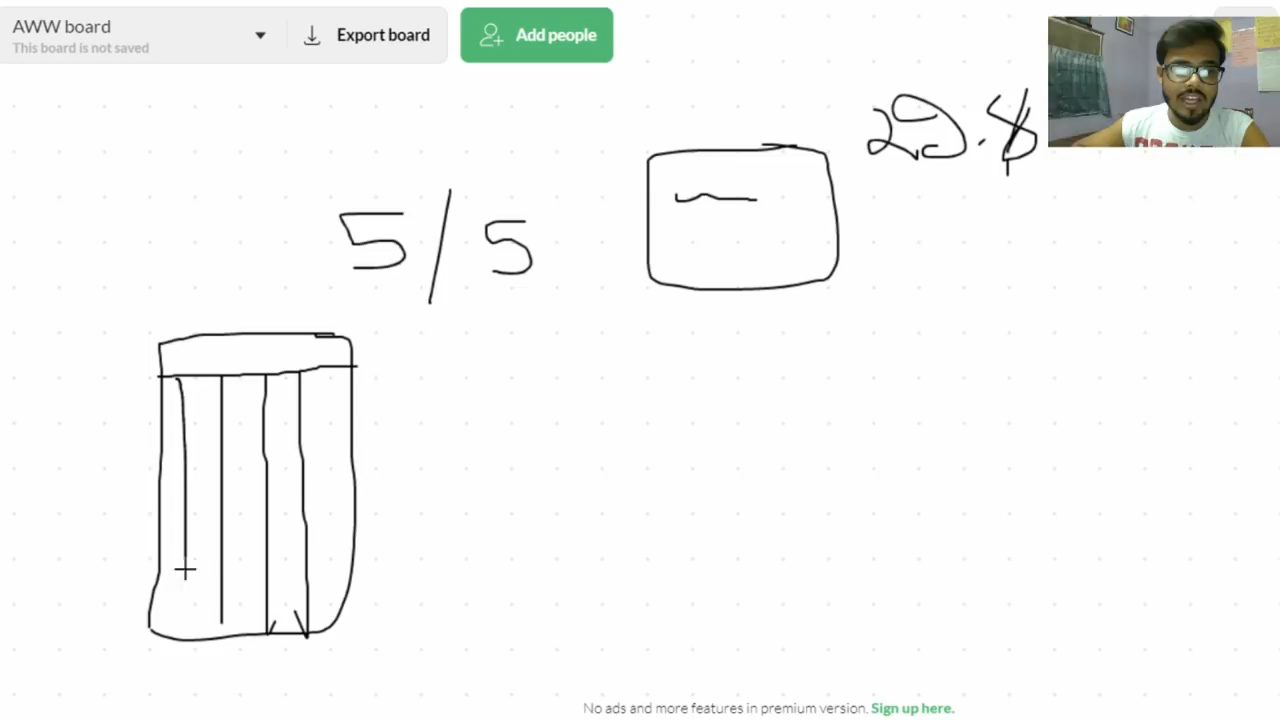 AWW board
This board is not saved
Export board
Add people
5/5
No ads and more features in premium version. Sign up here.